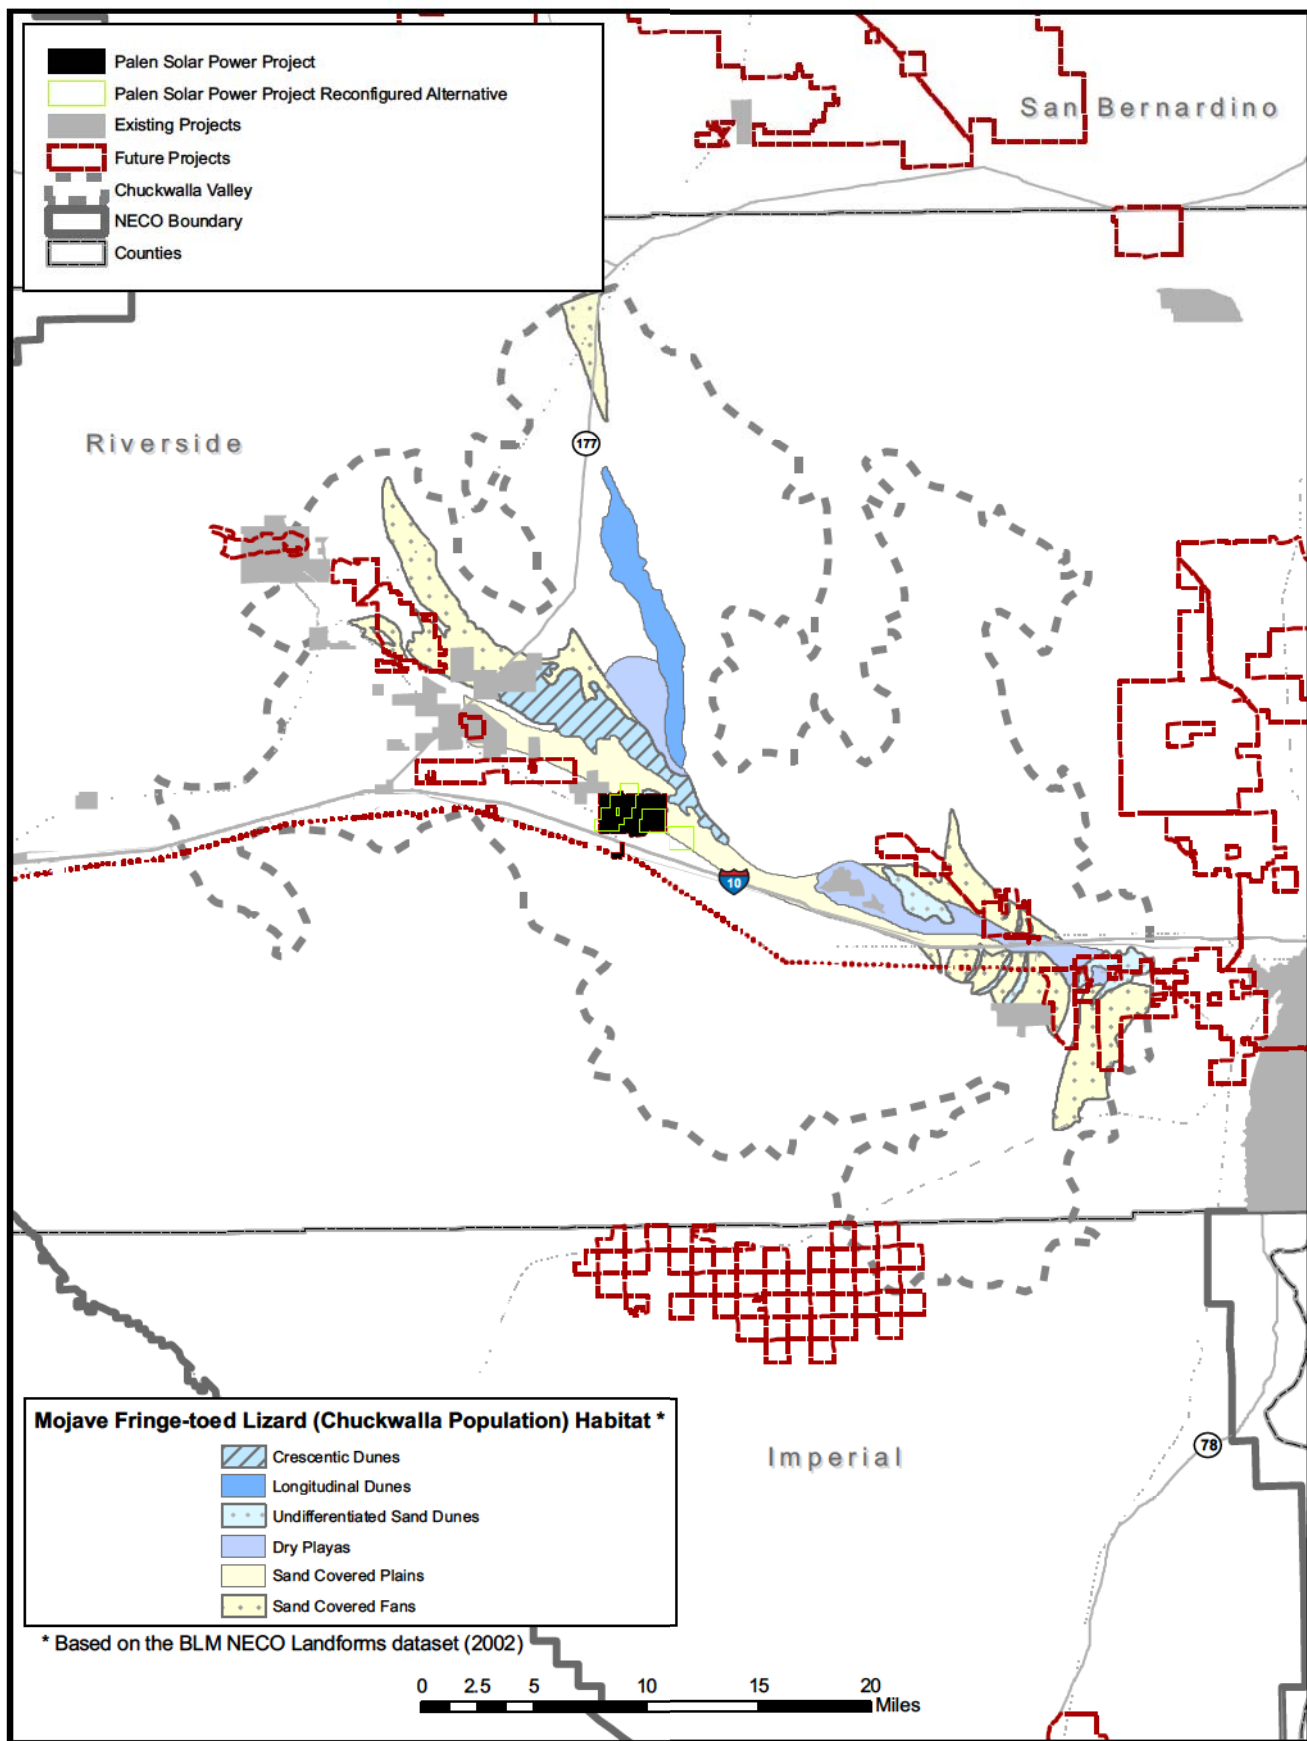 Palen Solar Power Project
Palen Solar Power Project Reconfigured Alternative
Existing Projects
Future Projects
Chuckwalla Valley
NECO Boundary
Counties
San Bernardino
Riverside
177
10
Imperial
78
Mojave Fringe-toed Lizard (Chuckwalla Population) Habitat *
Crescentic Dunes
Longitudinal Dunes
Undifferentiated Sand Dunes
Dry Playas
Sand Covered Plains
Sand Covered Fans
* Based on the BLM NECO Landforms dataset (2002)
0 2.5 5 10 15 20
Miles